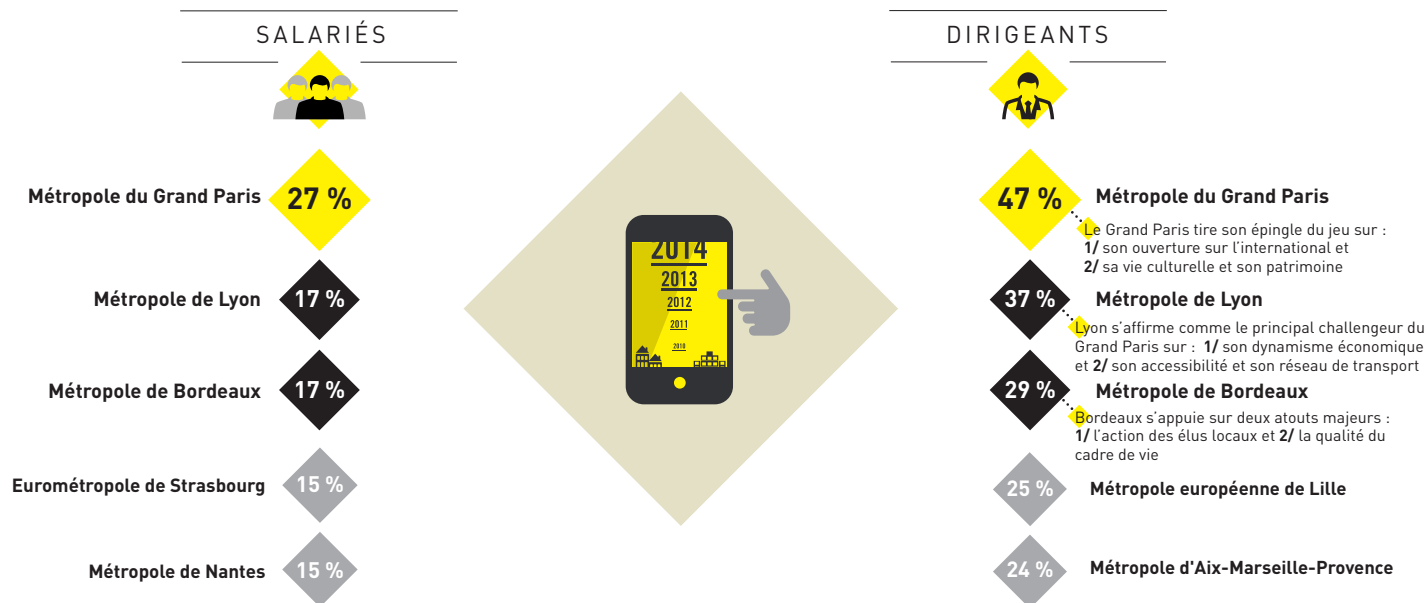 SALARIÉS
Métropole du Grand Paris
27 %
Métropole de Lyon
17 %
Métropole de Bordeaux
17 %
Eurométropole de Strasbourg
15 %
Métropole de Nantes
15 %
2014
2013
2012
2011
2010
DIRIGEANTS
47 %
Métropole du Grand Paris
Le Grand Paris tire son épingle du jeu sur :
1/ son ouverture sur l'international et
2/ sa vie culturelle et son patrimoine
37 %
Métropole de Lyon
Lyon s'affirme comme le principal challengeur du
Grand Paris sur : 1/ son dynamisme économique
et 2/ son accessibilité et son réseau de transport
29 %
Métropole de Bordeaux
Bordeaux s'appuie sur deux atouts majeurs :
1/ l'action des élus locaux et 2/ la qualité du
cadre de vie
25 %
Métropole européenne de Lille
24 %
Métropole d'Aix-Marseille-Provence